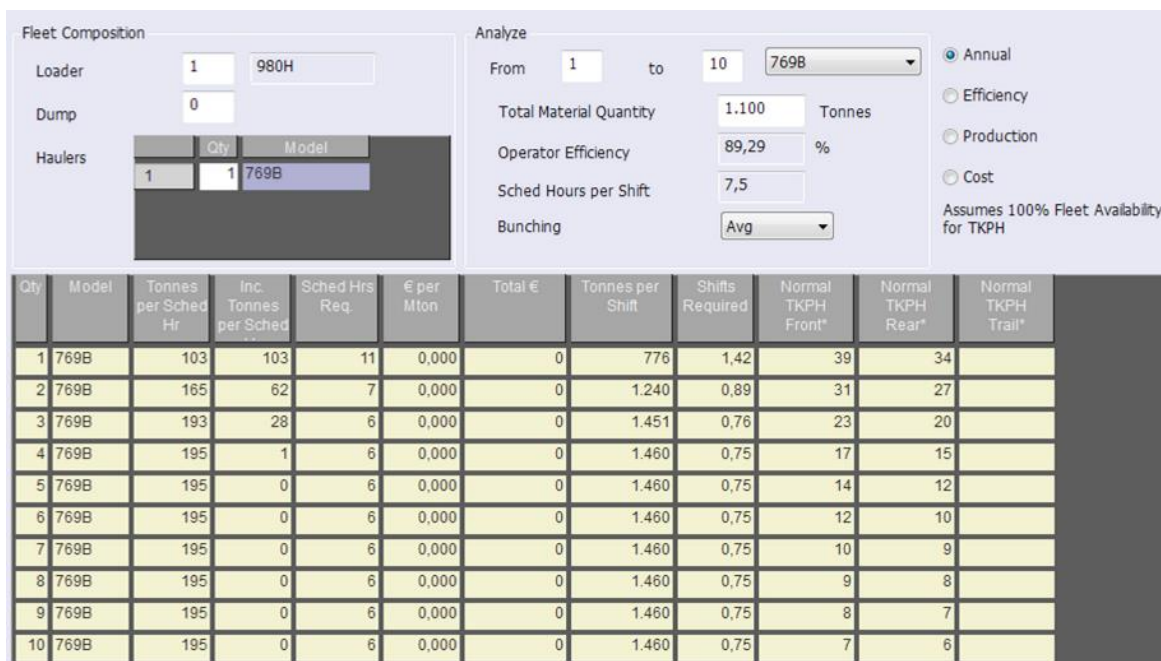 Fleet Composition
Loader 1 980H
Dump 0
Haulers
Qty Model
1 1 769B
Analyze
From 1 to 10 769B
Total Material Quantity 1.100 Tonnes
Operator Efficiency 89,29 %
Sched Hours per Shift 7,5
Bunching Avg
Annual
Efficiency
Production
Cost
Assumes 100% Fleet Availability
for TKPH
Qty Model Tonnes per Sched Hr Inc. Tonnes per Sched Sched Hrs Req. € per Mton Total € Tonnes per Shift Shifts Required Normal TKPH Front* Normal TKPH Rear* Normal TKPH Trail*
1 769B 103 103 11 0,000 0 776 1,42 39 34
2 769B 165 62 7 0,000 0 1.240 0,89 31 27
3 769B 193 28 6 0,000 0 1.451 0,76 23 20
4 769B 195 1 6 0,000 0 1.460 0,75 17 15
5 769B 195 0 6 0,000 0 1.460 0,75 14 12
6 769B 195 0 6 0,000 0 1.460 0,75 12 10
7 769B 195 0 6 0,000 0 1.460 0,75 10 9
8 769B 195 0 6 0,000 0 1.460 0,75 9 8
9 769B 195 0 6 0,000 0 1.460 0,75 8 7
10 769B 195 0 6 0,000 0 1.460 0,75 7 6